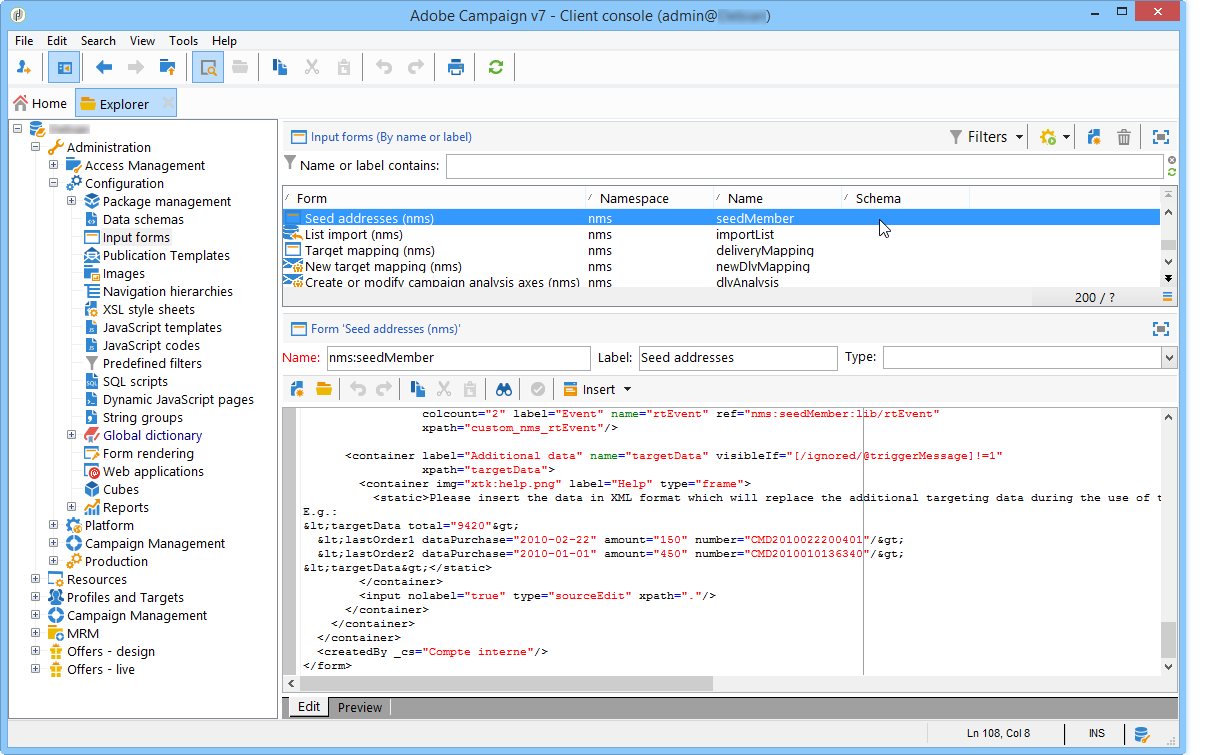 Adobe Campaign v7 - Client console (admin@ )
File Edit Search View Tools Help
Home Explorer
Administration
Access Management
Configuration
Package management
Data schemas
Input forms
Publication Templates
Images
Navigation hierarchies
XSL style sheets
JavaScript templates
JavaScript codes
Predefined filters
SQL scripts
Dynamic JavaScript pages
String groups
Global dictionary
Form rendering
Web applications
Cubes
Reports
Platform
Campaign Management
Production
Resources
Profiles and Targets
Campaign Management
MRM
Offers - design
Offers - live
Input forms (By name or label) Filters
Name or label contains:
Form Namespace Name Schema
Seed addresses (nms) nms seedMember
List import (nms) nms importList
Target mapping (nms) nms deliveryMapping
New target mapping (nms) nms newDlvMapping
Create or modify campaign analysis axes (nms) nms dlvAnalysis
200 / ?
Form 'Seed addresses (nms)'
Name: nms:seedMember Label: Seed addresses Type:
Insert
colcount="2" label="Event" name="rtEvent" ref="nms:seedMember:lib/rtEvent"
xpath="custom_nms_rtEvent"/>
<container label="Additional data" name="targetData" visibleIf="[/ignored/@triggerMessage]!=1"
xpath="targetData">
<container img="xtk:help.png" label="Help" type="frame">
<static>Please insert the data in XML format which will replace the additional targeting data during the use of t
E.g.:
&lt;targetData total="9420"&gt;
&lt;lastOrder1 dataPurchase="2010-02-22" amount="150" number="CMD2010022200401"/&gt;
&lt;lastOrder2 dataPurchase="2010-01-01" amount="450" number="CMD2010010136340"/&gt;
&lt;targetData&gt;</static>
</container>
<input nolabel="true" type="sourceEdit" xpath="."/>
</container>
</container>
</container>
<createdBy _cs="Compte interne"/>
</form>
Edit Preview
Ln 108, Col 8 INS